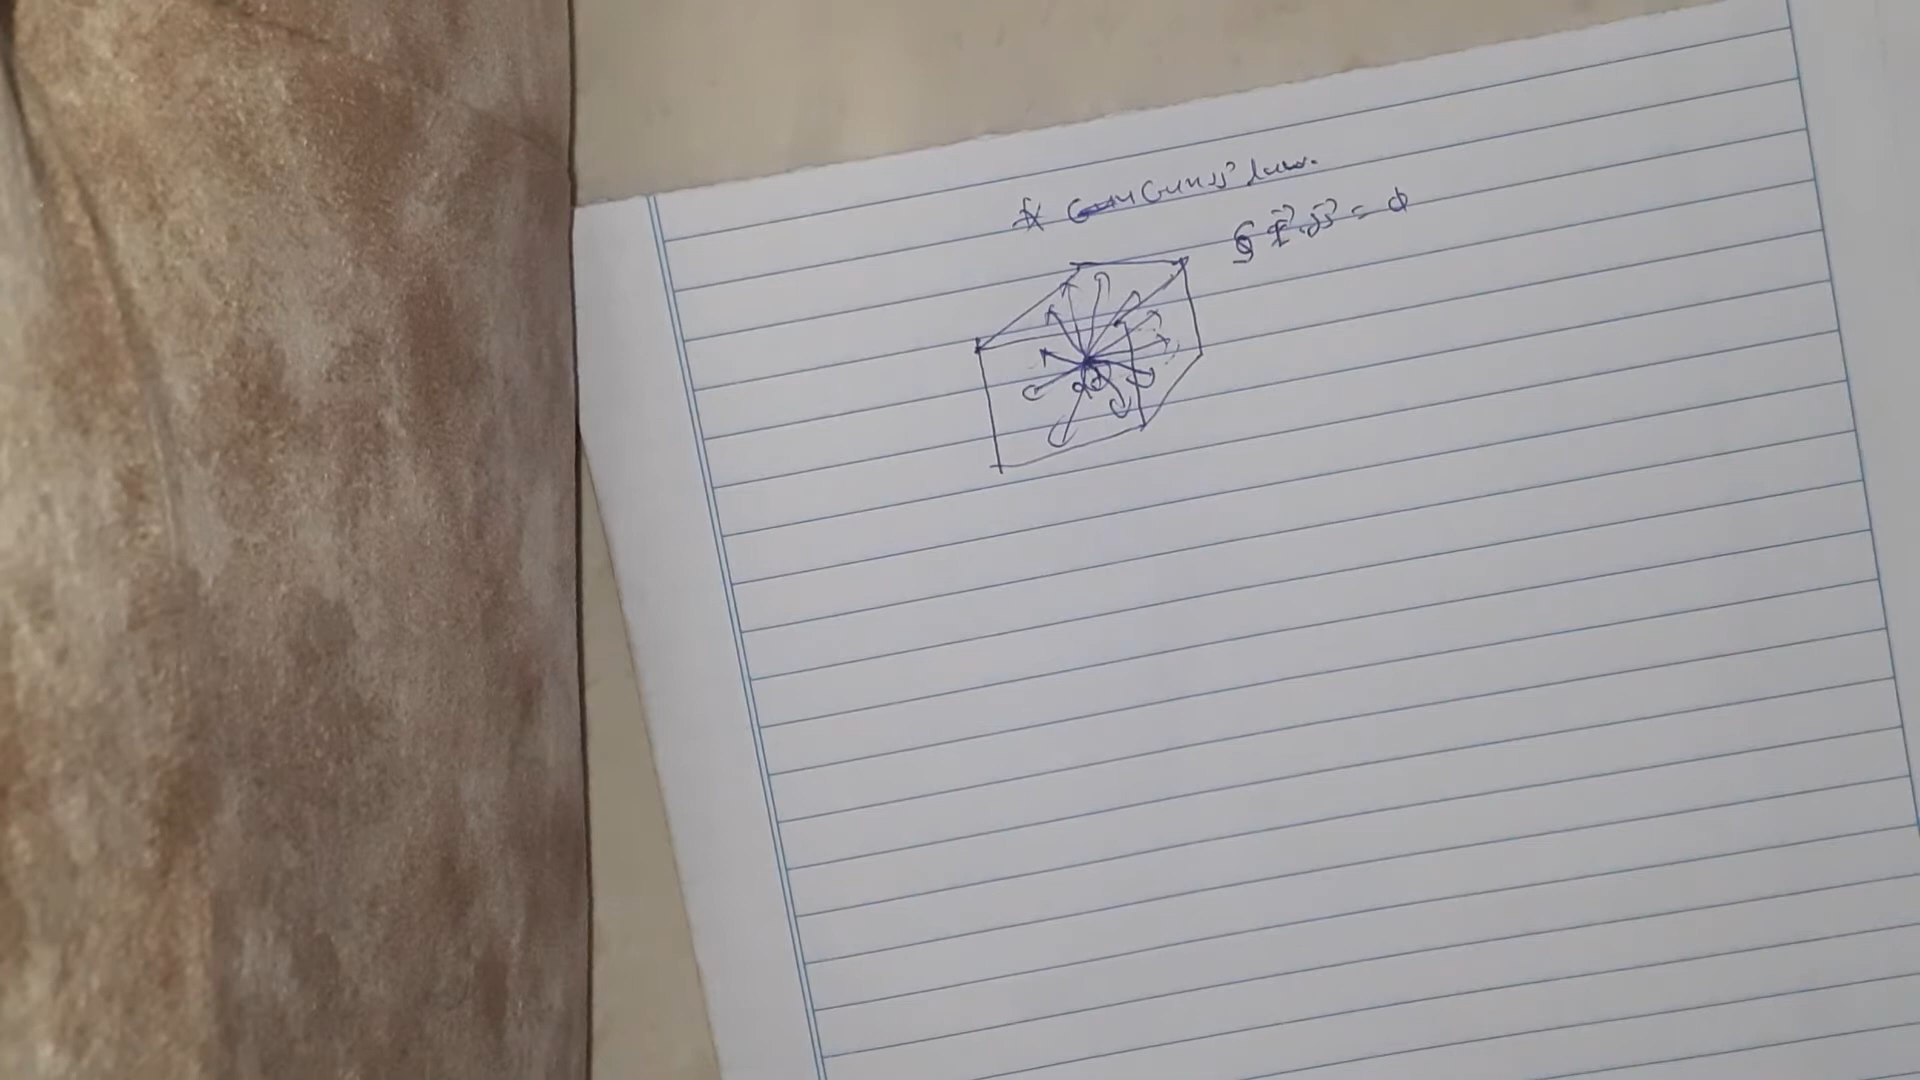 * Gauss' law.
∮ E⃗.ds⃗ = ϕ